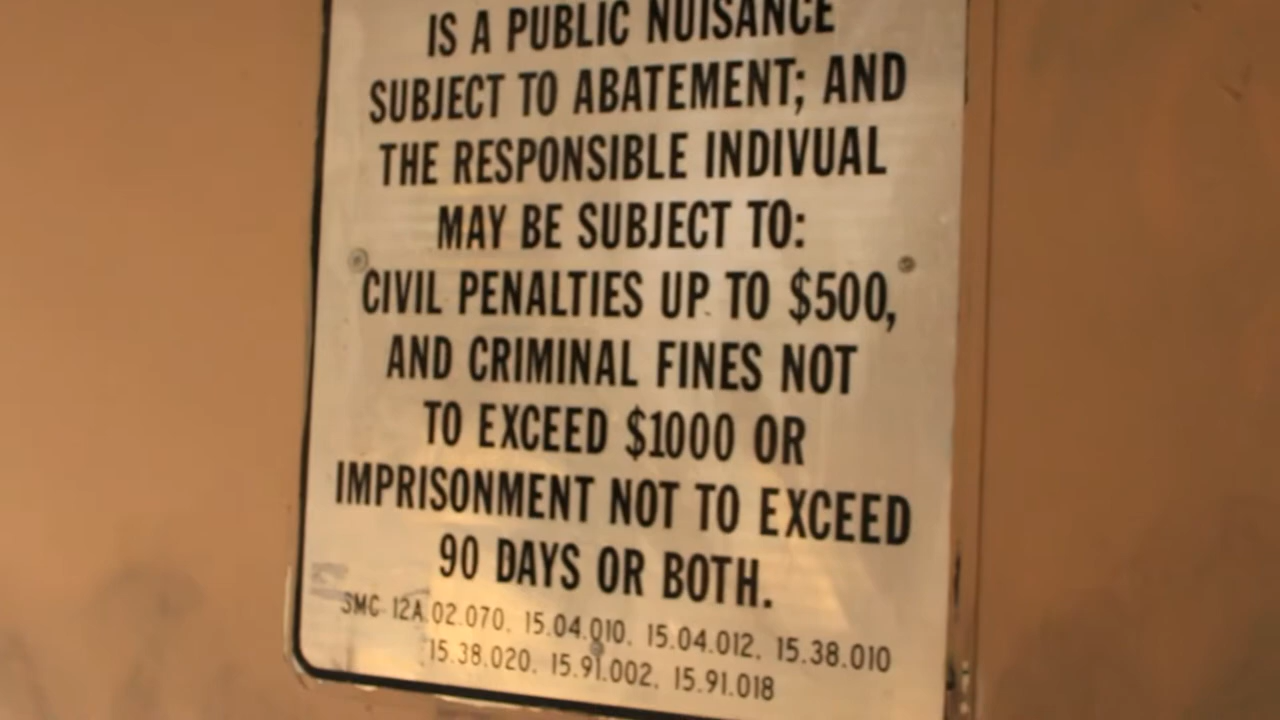 IS A PUBLIC NUISANCE
SUBJECT TO ABATEMENT; AND
THE RESPONSIBLE INDIVUAL
MAY BE SUBJECT TO:
CIVIL PENALTIES UP TO $500,
AND CRIMINAL FINES NOT
TO EXCEED $1000 OR
IMPRISONMENT NOT TO EXCEED
90 DAYS OR BOTH.
SMC 12A.02.070, 15.04.010, 15.04.012, 15.38.010
15.38.020, 15.91.002, 15.91.018